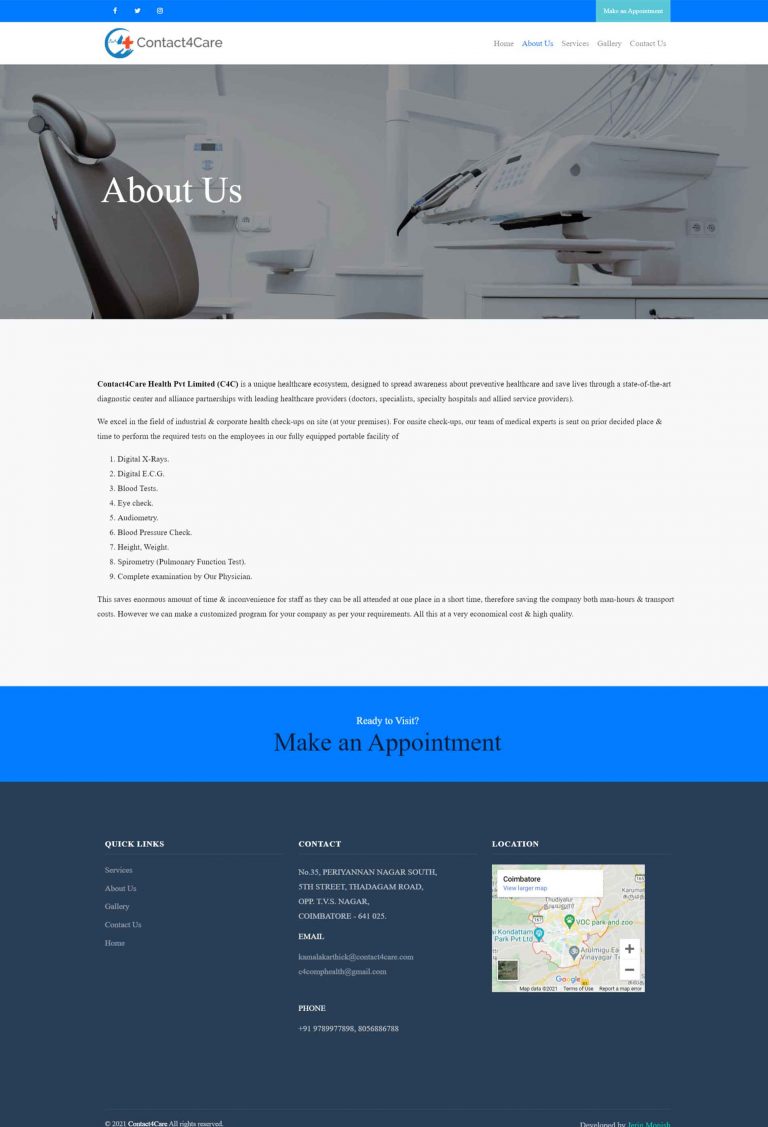 Make an Appointment
Contact4Care
Home About Us Services Gallery Contact Us
About Us
Contact4Care Health Pvt Limited (C4C) is a unique healthcare ecosystem, designed to spread awareness about preventive healthcare and save lives through a state-of-the-art
diagnostic center and alliance partnerships with leading healthcare providers (doctors, specialists, specialty hospitals and allied service providers).
We excel in the field of industrial & corporate health check-ups on site (at your premises). For onsite check-ups, our team of medical experts is sent on prior decided place &
time to perform the required tests on the employees in our fully equipped portable facility of
1. Digital X-Rays.
2. Digital E.C.G.
3. Blood Tests.
4. Eye check.
5. Audiometry.
6. Blood Pressure Check.
7. Height, Weight.
8. Spirometry (Pulmonary Function Test).
9. Complete examination by Our Physician.
This saves enormous amount of time & inconvenience for staff as they can be all attended at one place in a short time, therefore saving the company both man-hours & transport
costs. However we can make a customized program for your company as per your requirements. All this at a very economical cost & high quality.
Ready to Visit?
Make an Appointment
QUICK LINKS
Services
About Us
Gallery
Contact Us
Home
CONTACT
No.35, PERIYANNAN NAGAR SOUTH,
5TH STREET, THADAGAM ROAD,
OPP. T.V.S. NAGAR,
COIMBATORE - 641 025.
EMAIL
kamalakarthick@contact4care.com
c4comphealth@gmail.com
PHONE
+91 9789977898, 8056886788
LOCATION
Coimbatore
View larger map
Thudiyalur
துடியலூர்
Karumat
167
VOC park and zoo
Kondattam
Park Pvt Ltd
Arulmigu Ea
Vinayagar Te
Google
Map data ©2021 Terms of Use Report a map error
© 2021 Contact4Care All rights reserved.
Developed by Jerig Monish